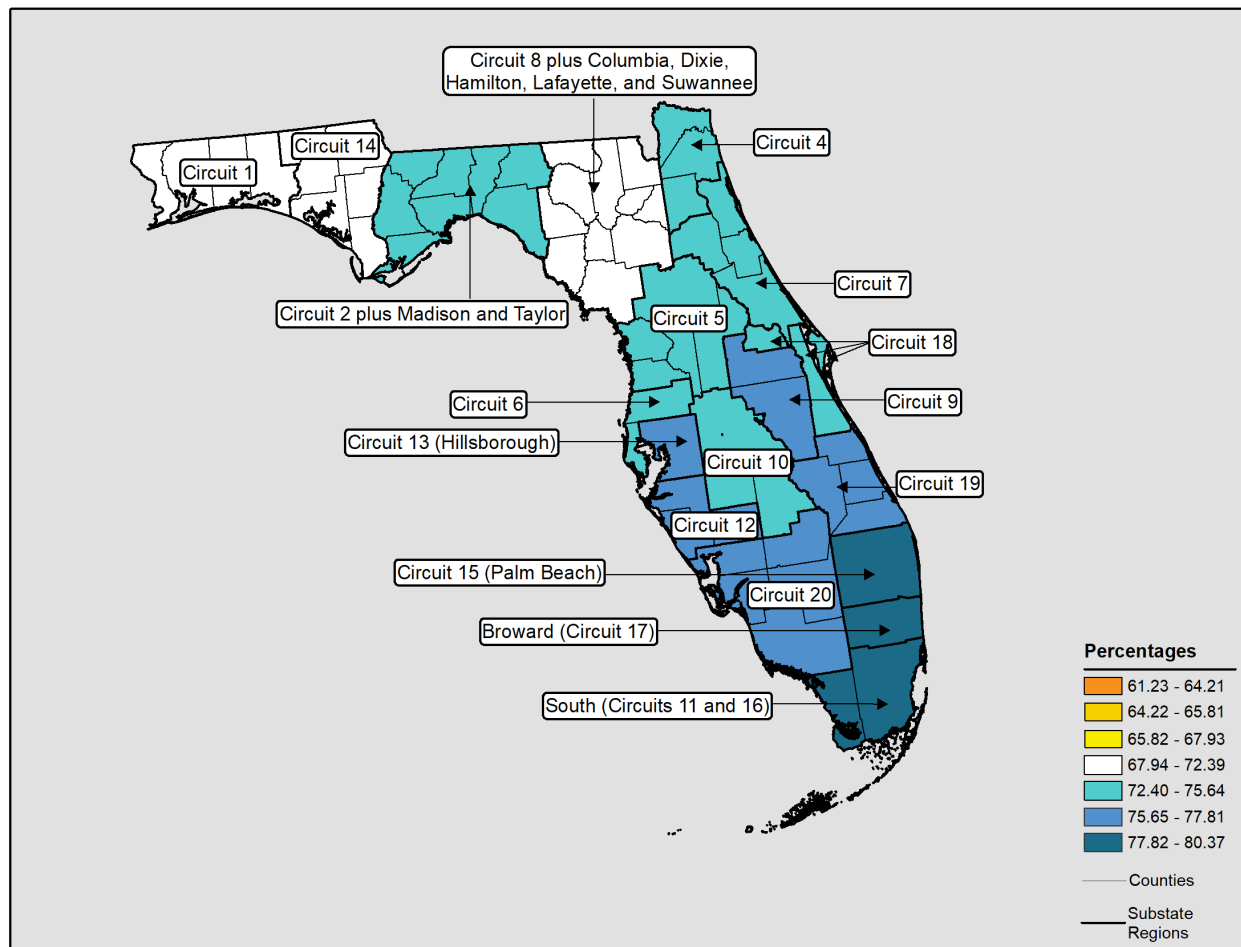 Circuit 8 plus Columbia, Dixie,
Hamilton, Lafayette, and Suwannee
Circuit 4
Circuit 14
Circuit 1
Circuit 7
Circuit 2 plus Madison and Taylor
Circuit 5
Circuit 18
Circuit 6
Circuit 9
Circuit 13 (Hillsborough)
Circuit 10
Circuit 19
Circuit 12
Circuit 15 (Palm Beach)
Circuit 20
Broward (Circuit 17)
South (Circuits 11 and 16)
Percentages
61.23 - 64.21
64.22 - 65.81
65.82 - 67.93
67.94 - 72.39
72.40 - 75.64
75.65 - 77.81
77.82 - 80.37
Counties
Substate
Regions